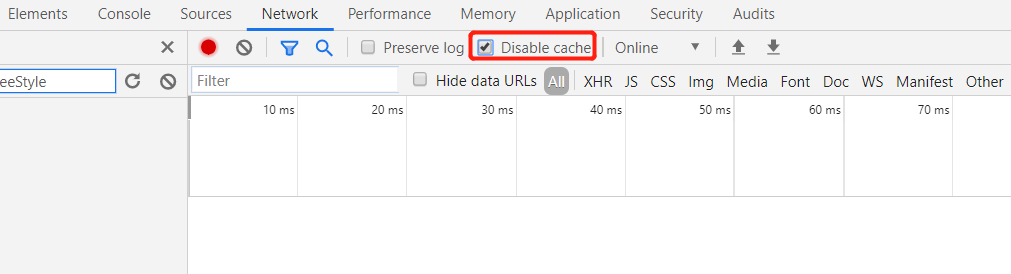 Elements Console Sources Network Performance Memory Application Security Audits
Preserve log Disable cache Online
eeStyle Filter Hide data URLs All XHR JS CSS Img Media Font Doc WS Manifest Other
10 ms 20 ms 30 ms 40 ms 50 ms 60 ms 70 ms